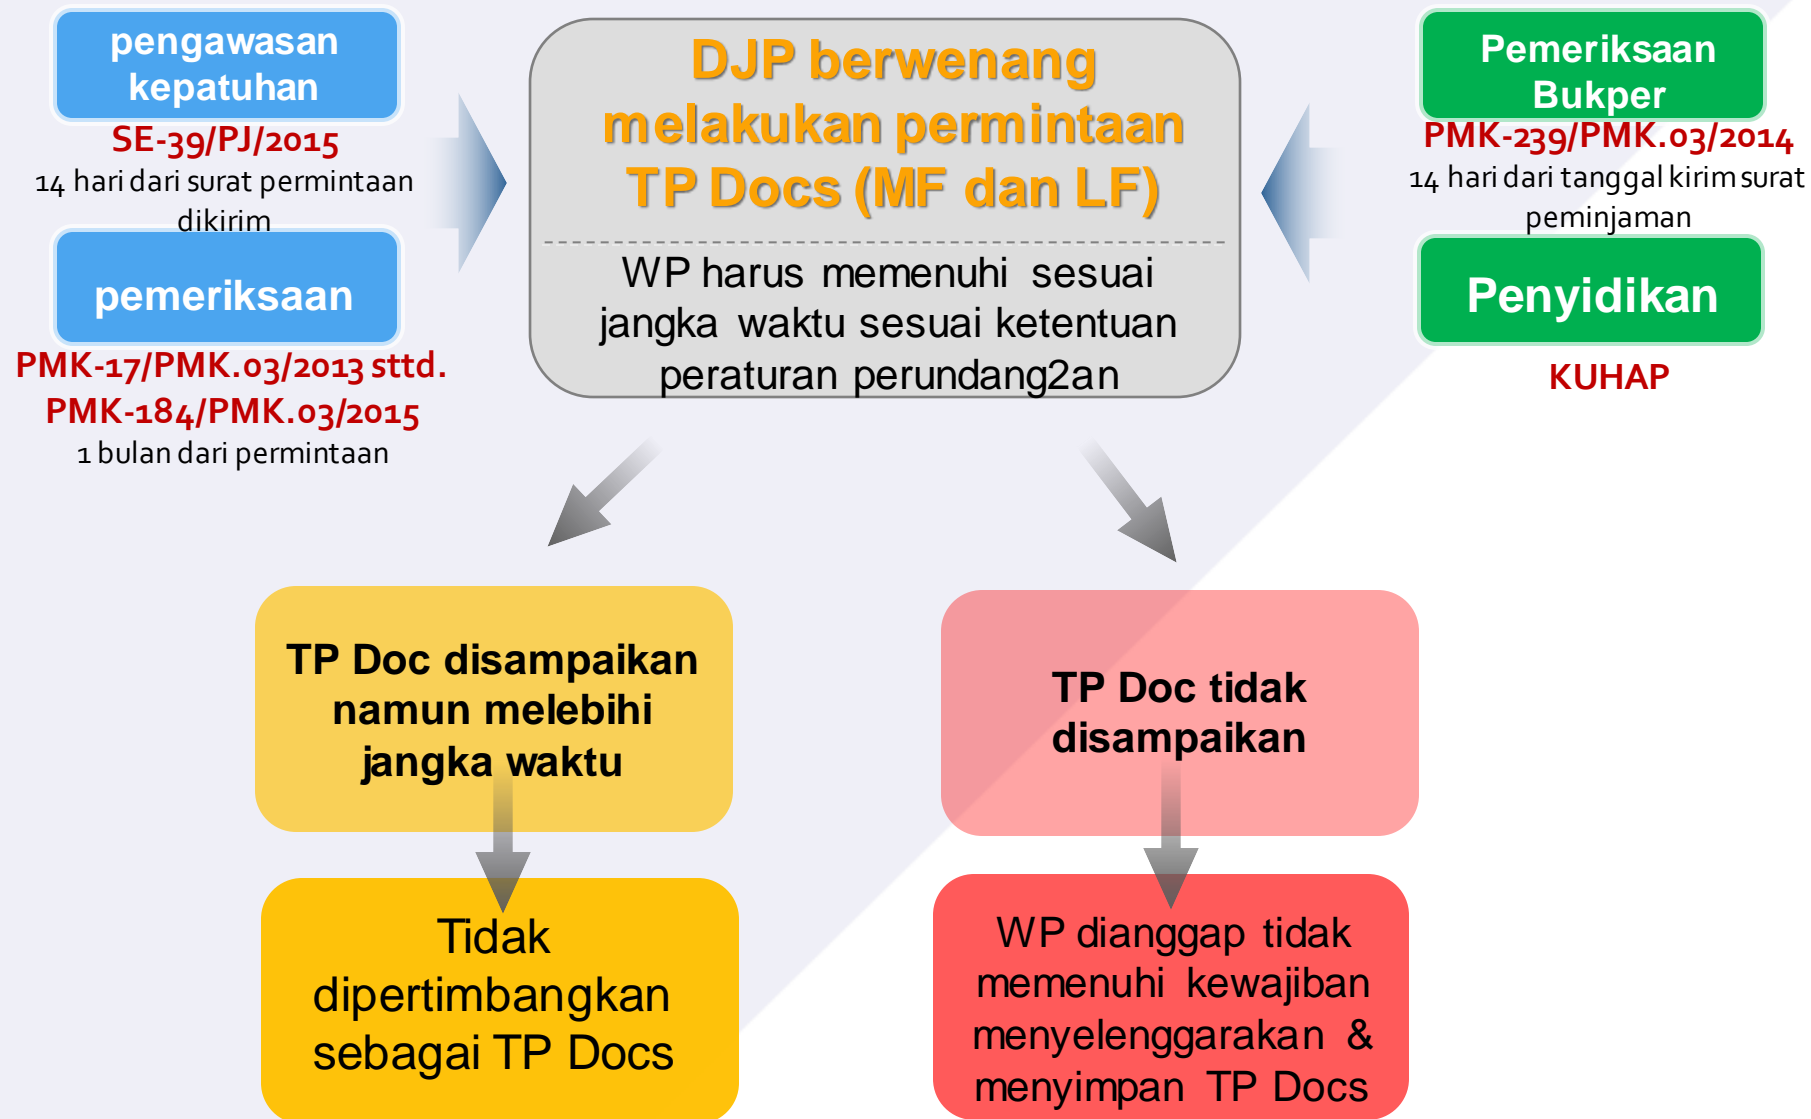 pengawasan
kepatuhan
SE-39/PJ/2015
14 hari dari surat permintaan
dikirim
pemeriksaan
PMK-17/PMK.03/2013 sttd.
PMK-184/PMK.03/2015
1 bulan dari permintaan
DJP berwenang
melakukan permintaan
TP Docs (MF dan LF)
WP harus memenuhi sesuai
jangka waktu sesuai ketentuan
peraturan perundang2an
Pemeriksaan
Bukper
PMK-239/PMK.03/2014
14 hari dari tanggal kirim surat
peminjaman
Penyidikan
KUHAP
TP Doc disampaikan
namun melebihi
jangka waktu
TP Doc tidak
disampaikan
Tidak
dipertimbangkan
sebagai TP Docs
WP dianggap tidak
memenuhi kewajiban
menyelenggarakan &
menyimpan TP Docs